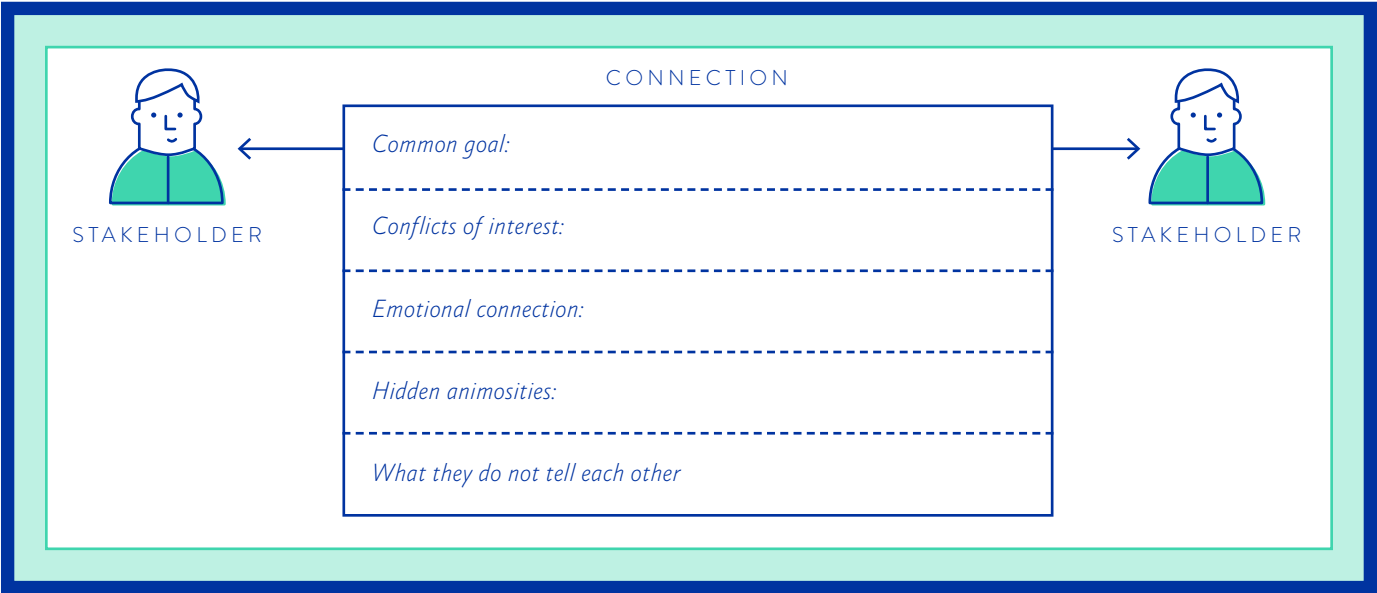 CONNECTION
Common goal:
Conflicts of interest:
Emotional connection:
Hidden animosities:
What they do not tell each other
STAKEHOLDER
STAKEHOLDER